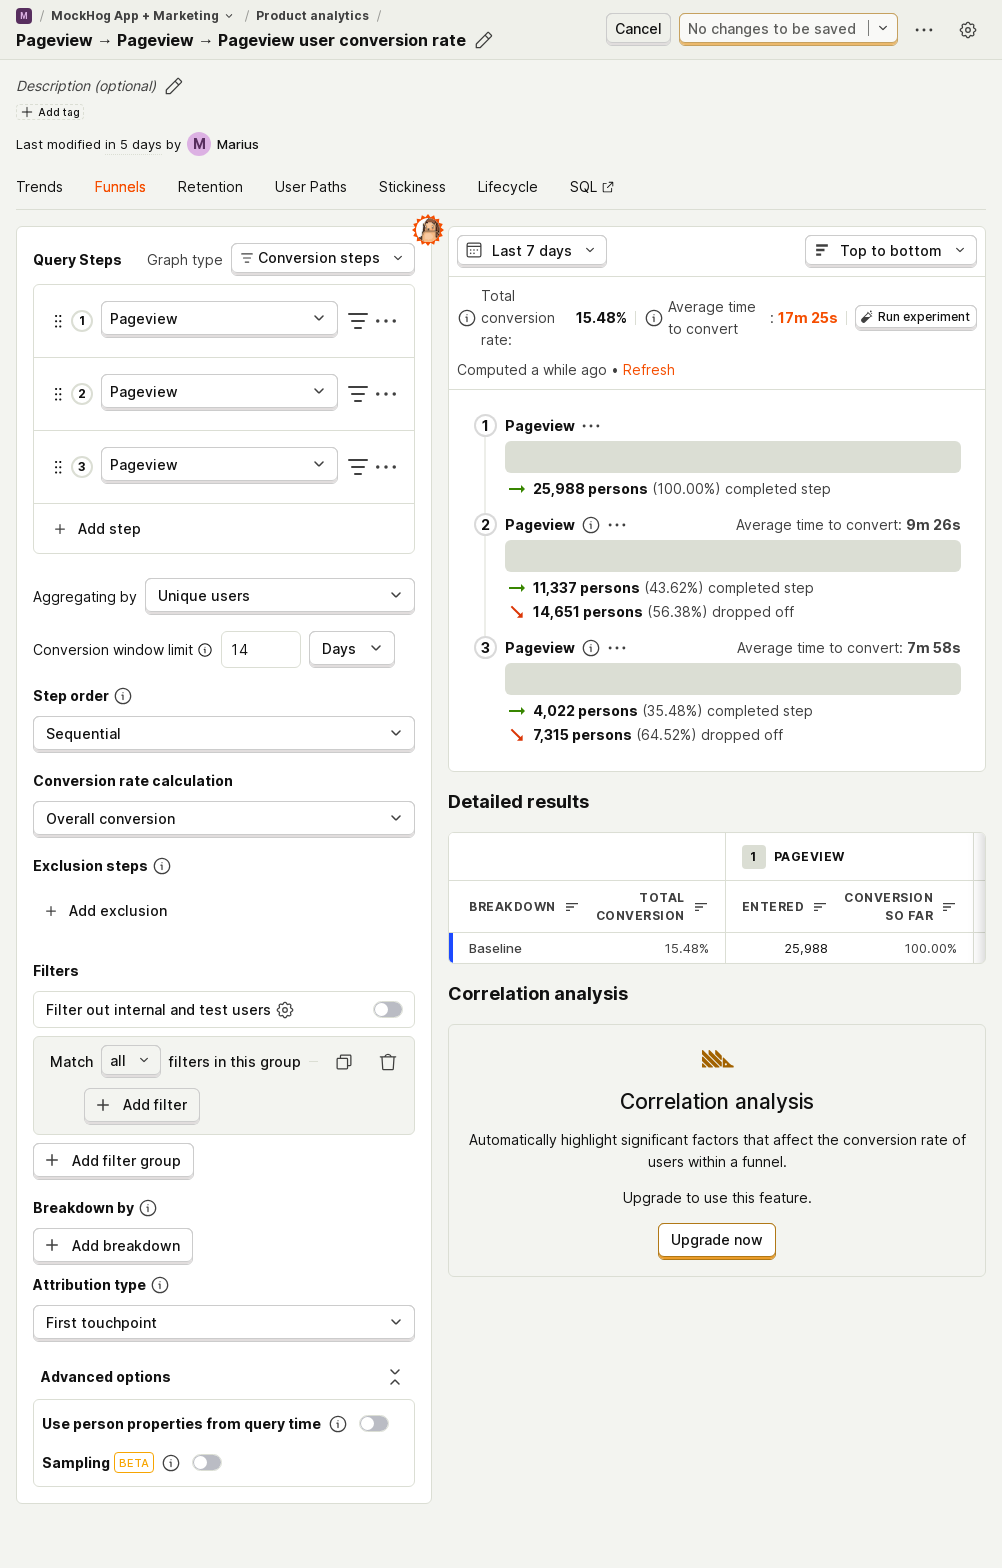 M / MockHog App + Marketing / Product analytics /
Pageview → Pageview → Pageview user conversion rate
Cancel
No changes to be saved
Description (optional)
Add tag
Last modified in 5 days by M Marius
Trends Funnels Retention User Paths Stickiness Lifecycle SQL
Query Steps Graph type Conversion steps
1 Pageview
2 Pageview
3 Pageview
Add step
Aggregating by Unique users
Conversion window limit 14 Days
Step order
Sequential
Conversion rate calculation
Overall conversion
Exclusion steps
Add exclusion
Filters
Filter out internal and test users
Match all filters in this group
Add filter
Add filter group
Breakdown by
Add breakdown
Attribution type
First touchpoint
Advanced options
Use person properties from query time
Sampling BETA
Last 7 days Top to bottom
Total conversion rate: 15.48% Average time to convert : 17m 25s Run experiment
Computed a while ago • Refresh
1 Pageview
25,988 persons (100.00%) completed step
2 Pageview Average time to convert: 9m 26s
11,337 persons (43.62%) completed step
14,651 persons (56.38%) dropped off
3 Pageview Average time to convert: 7m 58s
4,022 persons (35.48%) completed step
7,315 persons (64.52%) dropped off
Detailed results
1 PAGEVIEW
BREAKDOWN TOTAL CONVERSION ENTERED CONVERSION SO FAR
Baseline 15.48% 25,988 100.00%
Correlation analysis
Correlation analysis
Automatically highlight significant factors that affect the conversion rate of
users within a funnel.
Upgrade to use this feature.
Upgrade now